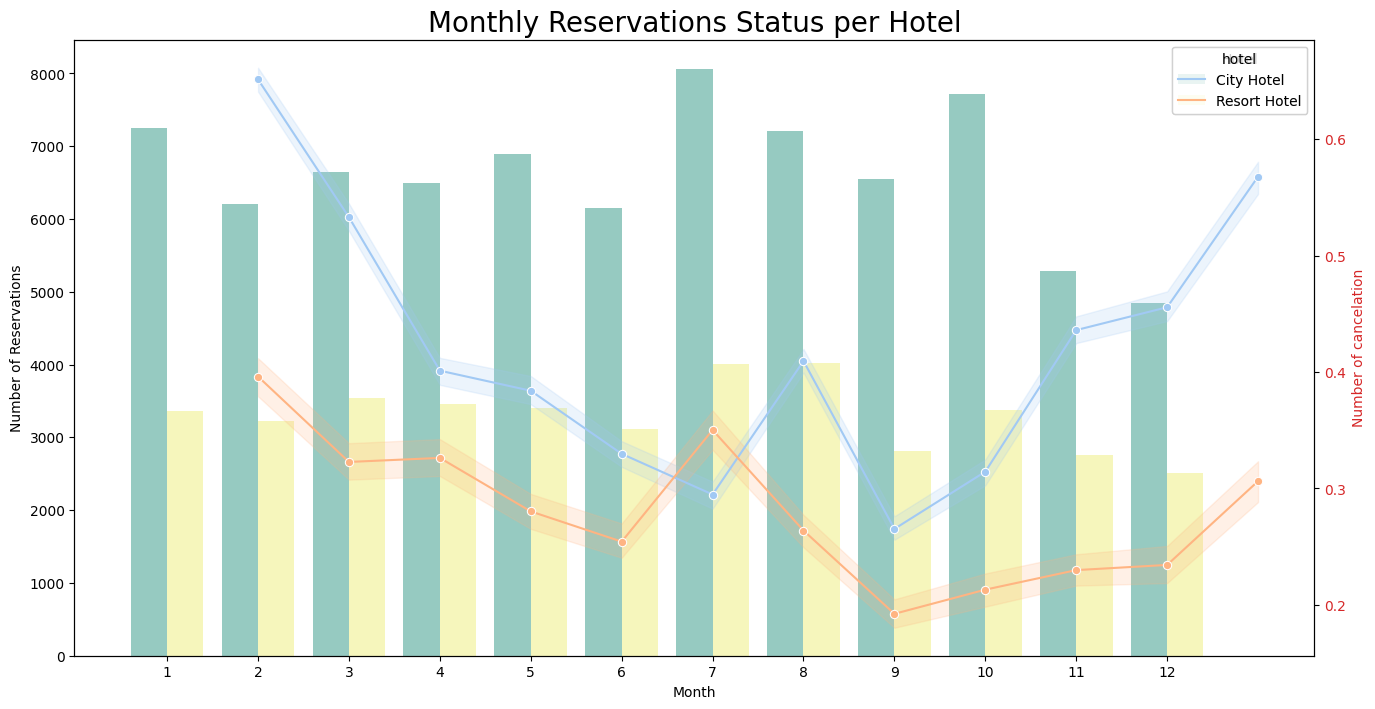 Monthly Reservations Status per Hotel
hotel
City Hotel
Resort Hotel
Number of Reservations
8000
7000
6000
5000
4000
3000
2000
1000
0
0.6
0.5
0.4
0.3
0.2
Number of cancelation
1 2 3 4 5 6 7 8 9 10 11 12
Month